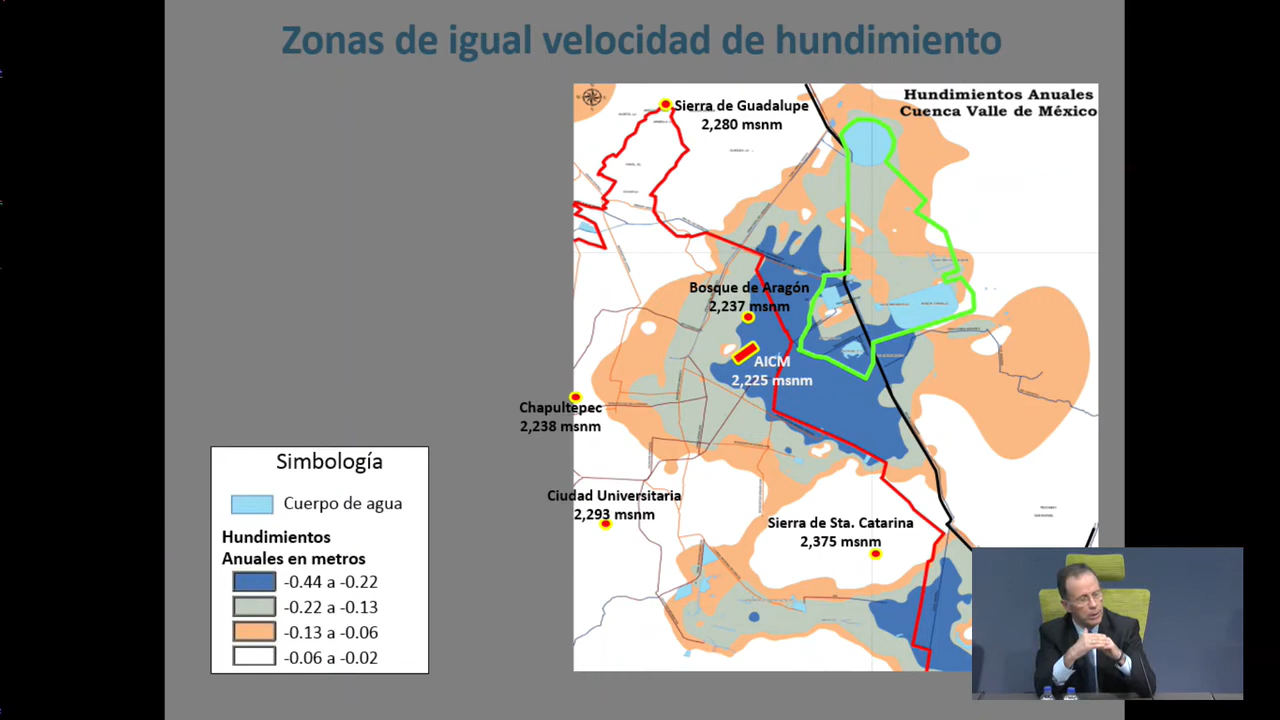 Zonas de igual velocidad de hundimiento
Hundimientos Anuales
Cuenca Valle de México
Sierra de Guadalupe
2,280 msnm
Bosque de Aragón
2,237 msnm
AICM
2,225 msnm
Chapultepec
2,238 msnm
Ciudad Universitaria
2,293 msnm
Sierra de Sta. Catarina
2,375 msnm
Simbología
Cuerpo de agua
Hundimientos
Anuales en metros
-0.44 a -0.22
-0.22 a -0.13
-0.13 a -0.06
-0.06 a -0.02